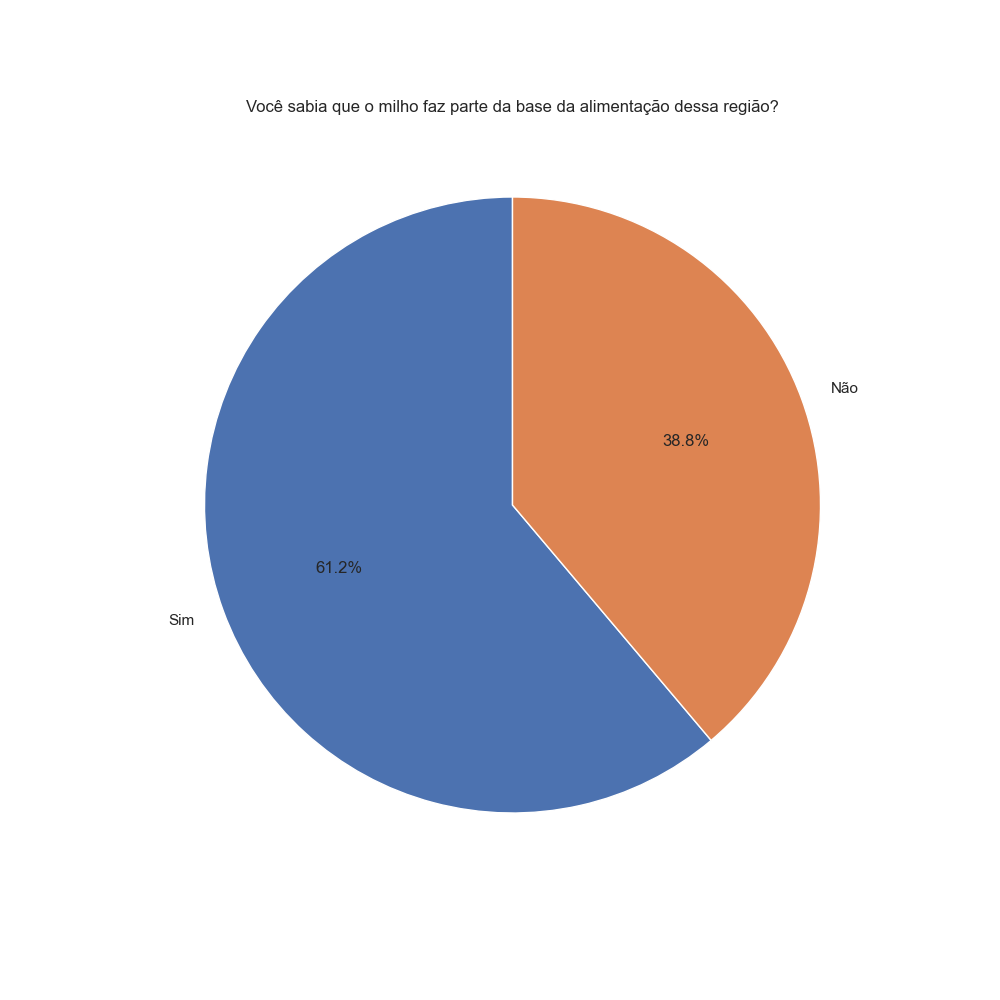 Você sabia que o milho faz parte da base da alimentação dessa região?
Não
38.8%
61.2%
Sim